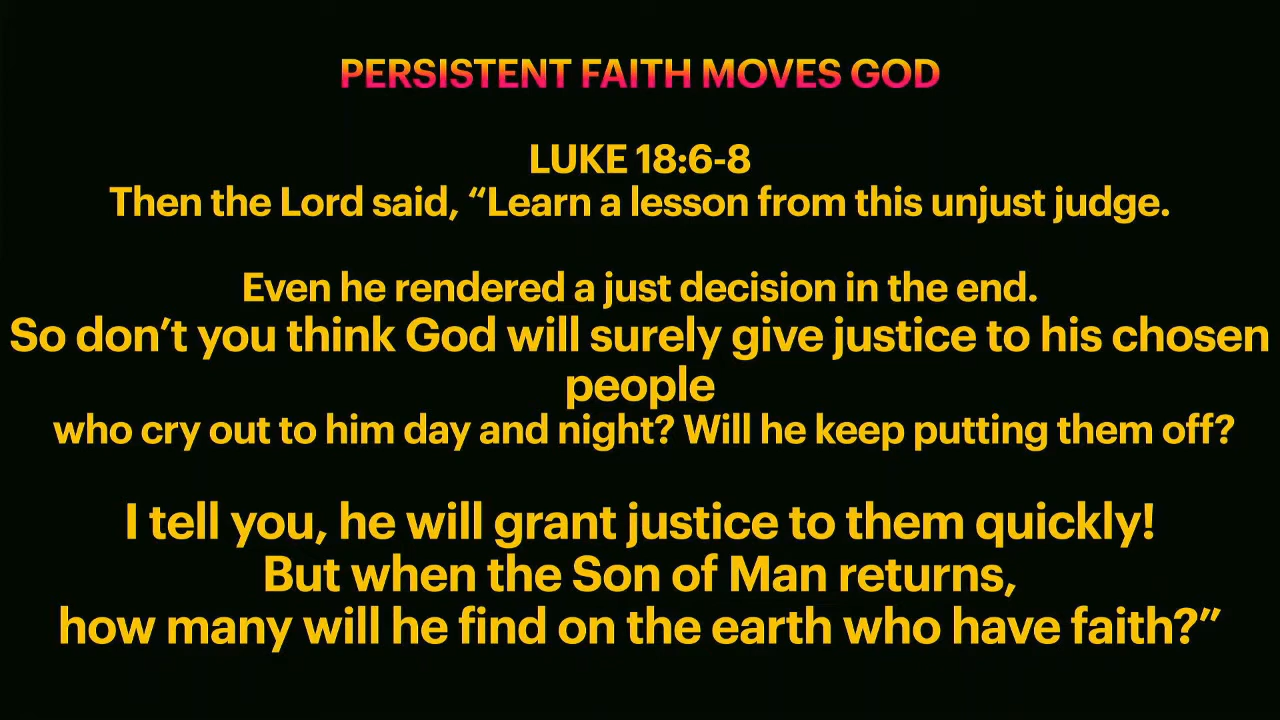 PERSISTENT FAITH MOVES GOD
LUKE 18:6-8
Then the Lord said, “Learn a lesson from this unjust judge.
Even he rendered a just decision in the end.
So don’t you think God will surely give justice to his chosen
people
who cry out to him day and night? Will he keep putting them off?
I tell you, he will grant justice to them quickly!
But when the Son of Man returns,
how many will he find on the earth who have faith?”